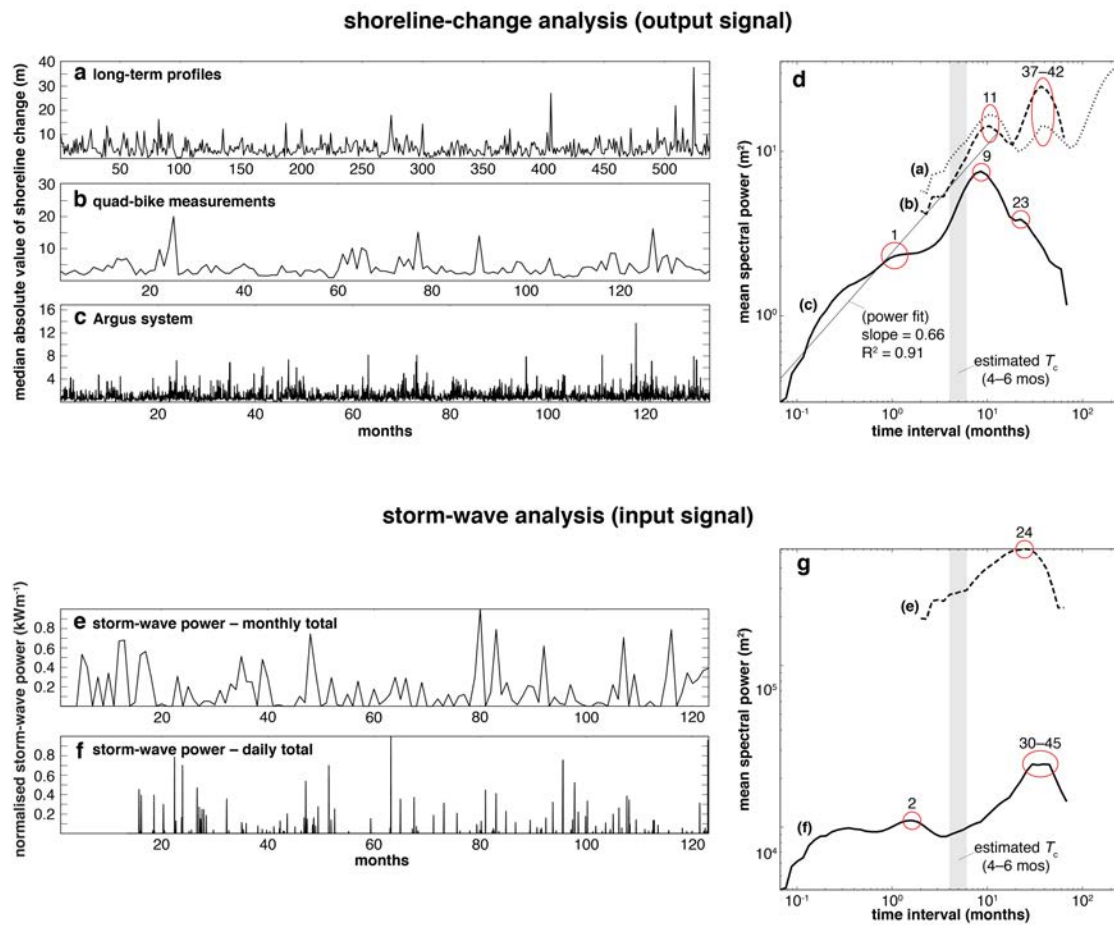 shoreline-change analysis (output signal)
median absolute value of shoreline change (m)
a long-term profiles
40
30
20
10
50 100 150 200 250 300 350 400 450 500
b quad-bike measurements
30
20
10
20 40 60 80 100 120
c Argus system
16
12
8
4
20 40 60 80 100 120
months
d
mean spectral power (m²)
10¹
10⁰
37–42
11
9
23
1
(a)
(b)
(c)
(power fit)
slope = 0.66
R² = 0.91
estimated Tc
(4–6 mos)
10⁻¹ 10⁰ 10¹ 10²
time interval (months)
storm-wave analysis (input signal)
normalised storm-wave power (kWm⁻¹)
e storm-wave power – monthly total
0.8
0.6
0.4
0.2
20 40 60 80 100 120
f storm-wave power – daily total
0.8
0.6
0.4
0.2
20 40 60 80 100 120
months
g
mean spectral power (m²)
10⁵
10⁴
24
(e)
30–45
2
(f)
estimated Tc
(4–6 mos)
10⁻¹ 10⁰ 10¹ 10²
time interval (months)